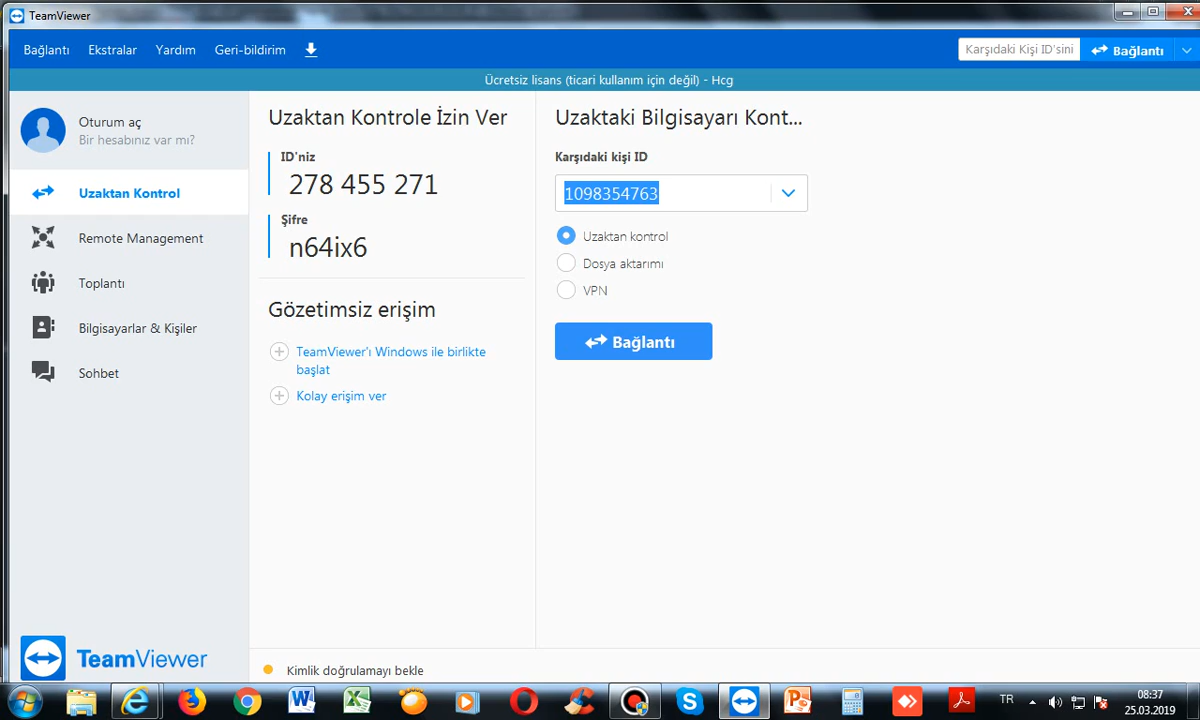 TeamViewer
Bağlantı Ekstralar Yardım Geri-bildirim
Karşıdaki Kişi ID'sini Bağlantı
Ücretsiz lisans (ticari kullanım için değil) - Hcg
Oturum aç
Bir hesabınız var mı?
Uzaktan Kontrol
Remote Management
Toplantı
Bilgisayarlar & Kişiler
Sohbet
TeamViewer
Uzaktan Kontrole İzin Ver
ID'niz
278 455 271
Şifre
n64ix6
Gözetimsiz erişim
TeamViewer'ı Windows ile birlikte
başlat
Kolay erişim ver
Uzaktaki Bilgisayarı Kont...
Karşıdaki kişi ID
1098354763
Uzaktan kontrol
Dosya aktarımı
VPN
Bağlantı
Kimlik doğrulamayı bekle
TR
08:37
25.03.2019